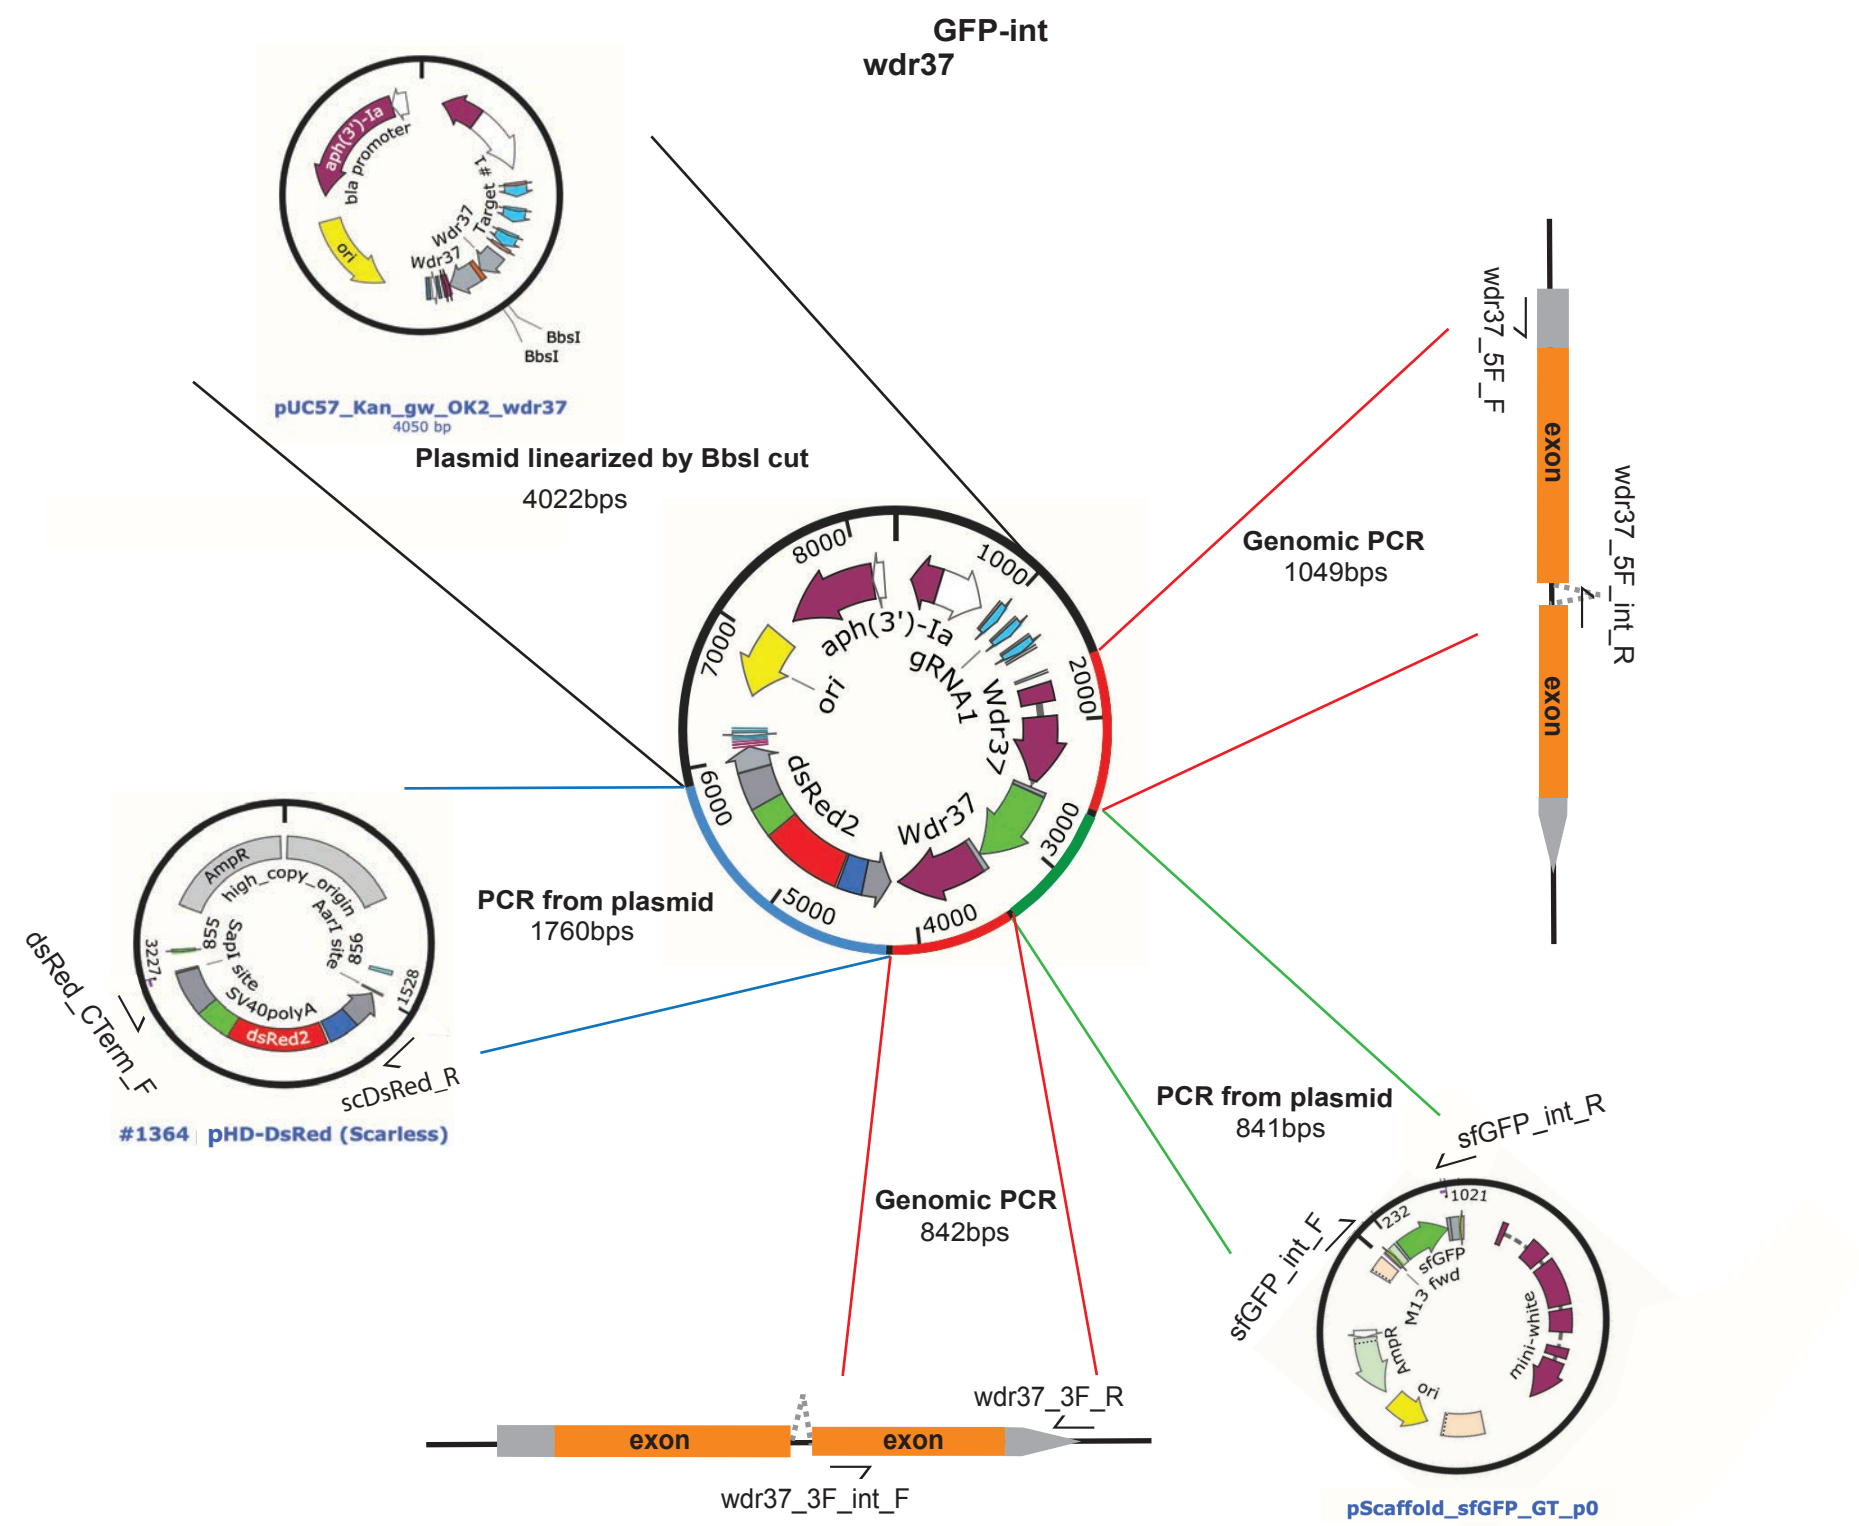 GFP-int
wdr37
aph(3')-Ia
bla promoter
ori
Target #1
Wdr37
Wdr37
BbsI
BbsI
pUC57_Kan_gw_OK2_wdr37
4050 bp
Plasmid linearized by BbsI cut
4022bps
8000
1000
7000
2000
6000
3000
5000
4000
aph(3')-Ia
gRNA1
ori
Wdr37
dsRed2
Wdr37
Genomic PCR
1049bps
wdr37_5F_F
exon
wdr37_5F_int_R
exon
PCR from plasmid
1760bps
AmpR
high_copy_origin
AarI site
SapI site
855
958
3227
1528
SV40polyA
dsRed2
dsRed_CTerm_F
scDsRed_R
#1364 pHD-DsRed (Scarless)
PCR from plasmid
841bps
sfGFP_int_R
sfGFP_int_F
1021
232
sfGFP
M13 fwd
AmpR
ori
mini-white
pScaffold_sfGFP_GT_p0
Genomic PCR
842bps
wdr37_3F_R
exon
exon
wdr37_3F_int_F